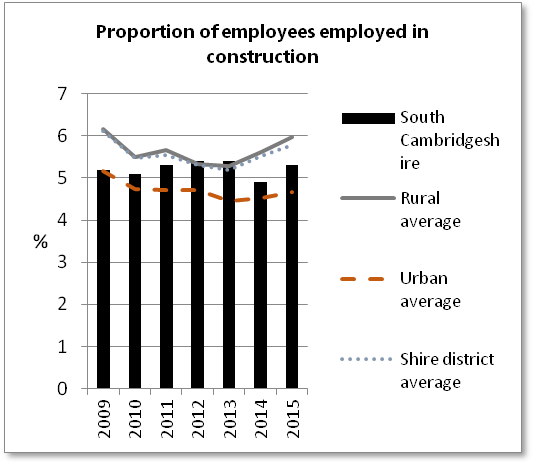 Proportion of employees employed in
construction
7
6
5
4
3
2
1
0
%
2009
2010
2011
2012
2013
2014
2015
South
Cambridgesh
ire
Rural
average
Urban
average
Shire district
average